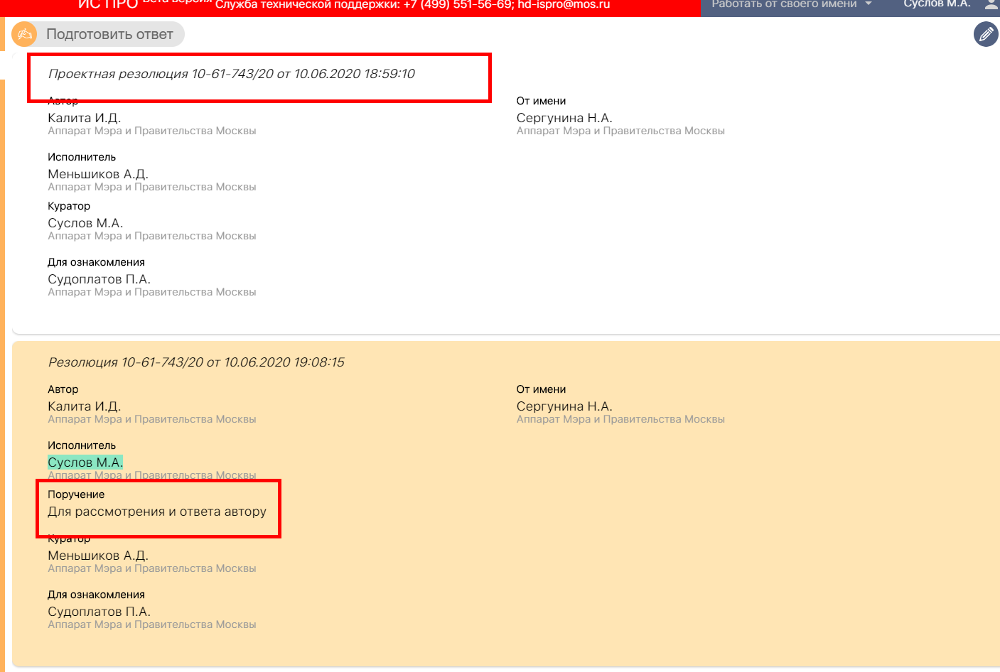 ИС ПРО Бета версия Служба технической поддержки: +7 (499) 551-56-69; hd-ispro@mos.ru Работать от своего имени Суслов М.А.
Подготовить ответ
Проектная резолюция 10-61-743/20 от 10.06.2020 18:59:10
Автор От имени
Калита И.Д. Сергунина Н.А.
Аппарат Мэра и Правительства Москвы Аппарат Мэра и Правительства Москвы
Исполнитель
Меньшиков А.Д.
Аппарат Мэра и Правительства Москвы
Куратор
Суслов М.А.
Аппарат Мэра и Правительства Москвы
Для ознакомления
Судоплатов П.А.
Аппарат Мэра и Правительства Москвы
Резолюция 10-61-743/20 от 10.06.2020 19:08:15
Автор От имени
Калита И.Д. Сергунина Н.А.
Аппарат Мэра и Правительства Москвы Аппарат Мэра и Правительства Москвы
Исполнитель
Суслов М.А.
Аппарат Мэра и Правительства Москвы
Поручение
Для рассмотрения и ответа автору
Куратор
Меньшиков А.Д.
Аппарат Мэра и Правительства Москвы
Для ознакомления
Судоплатов П.А.
Аппарат Мэра и Правительства Москвы